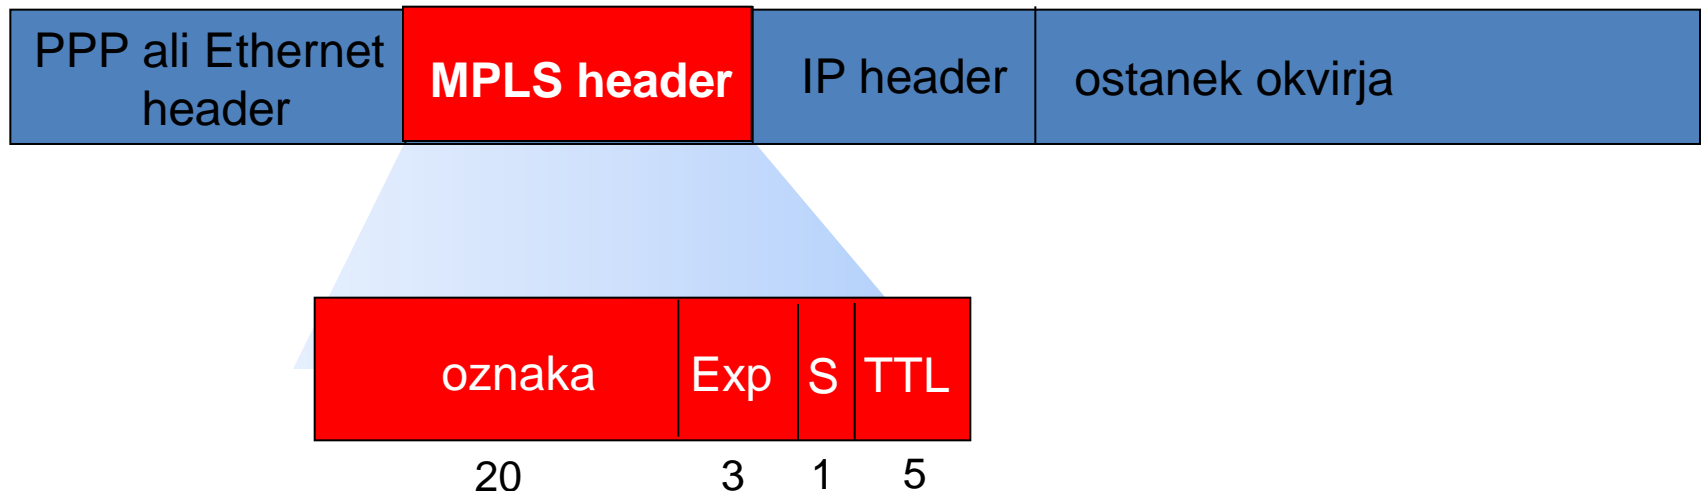 PPP ali Ethernet
header
MPLS header
IP header
ostanek okvirja
oznaka
Exp
S
TTL
20
3
1
5